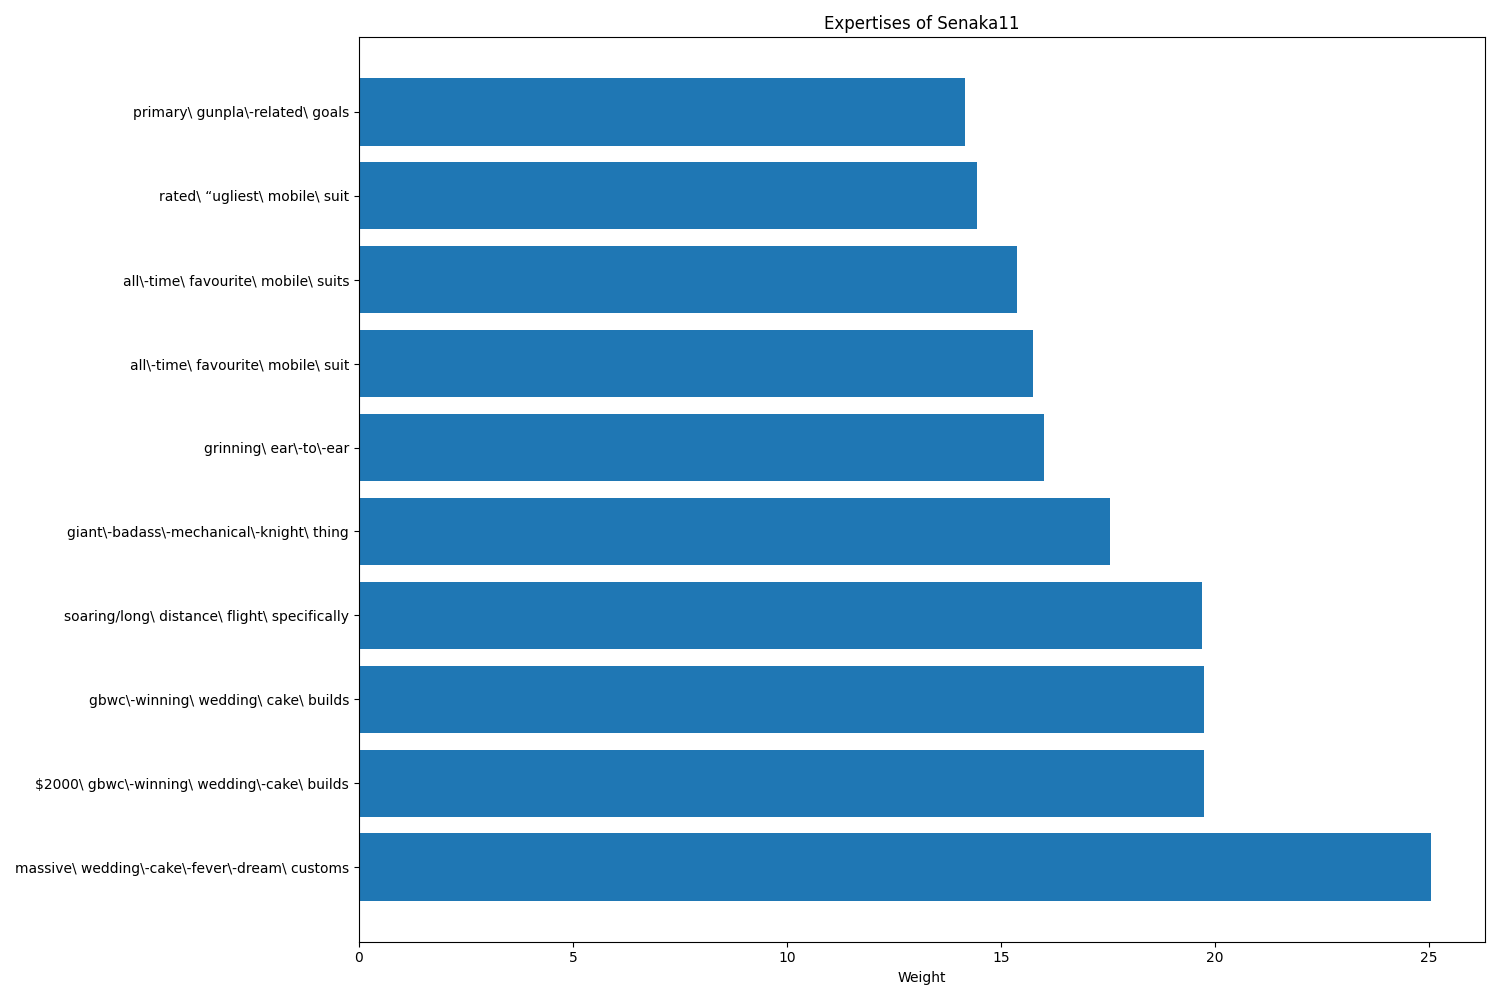 Expertises of Senaka11
primary\ gunpla\-related\ goals
rated\ “ugliest\ mobile\ suit
all\-time\ favourite\ mobile\ suits
all\-time\ favourite\ mobile\ suit
grinning\ ear\-to\-ear
giant\-badass\-mechanical\-knight\ thing
soaring/long\ distance\ flight\ specifically
gbwc\-winning\ wedding\ cake\ builds
$2000\ gbwc\-winning\ wedding\-cake\ builds
massive\ wedding\-cake\-fever\-dream\ customs
0 5 10 15 20 25
Weight